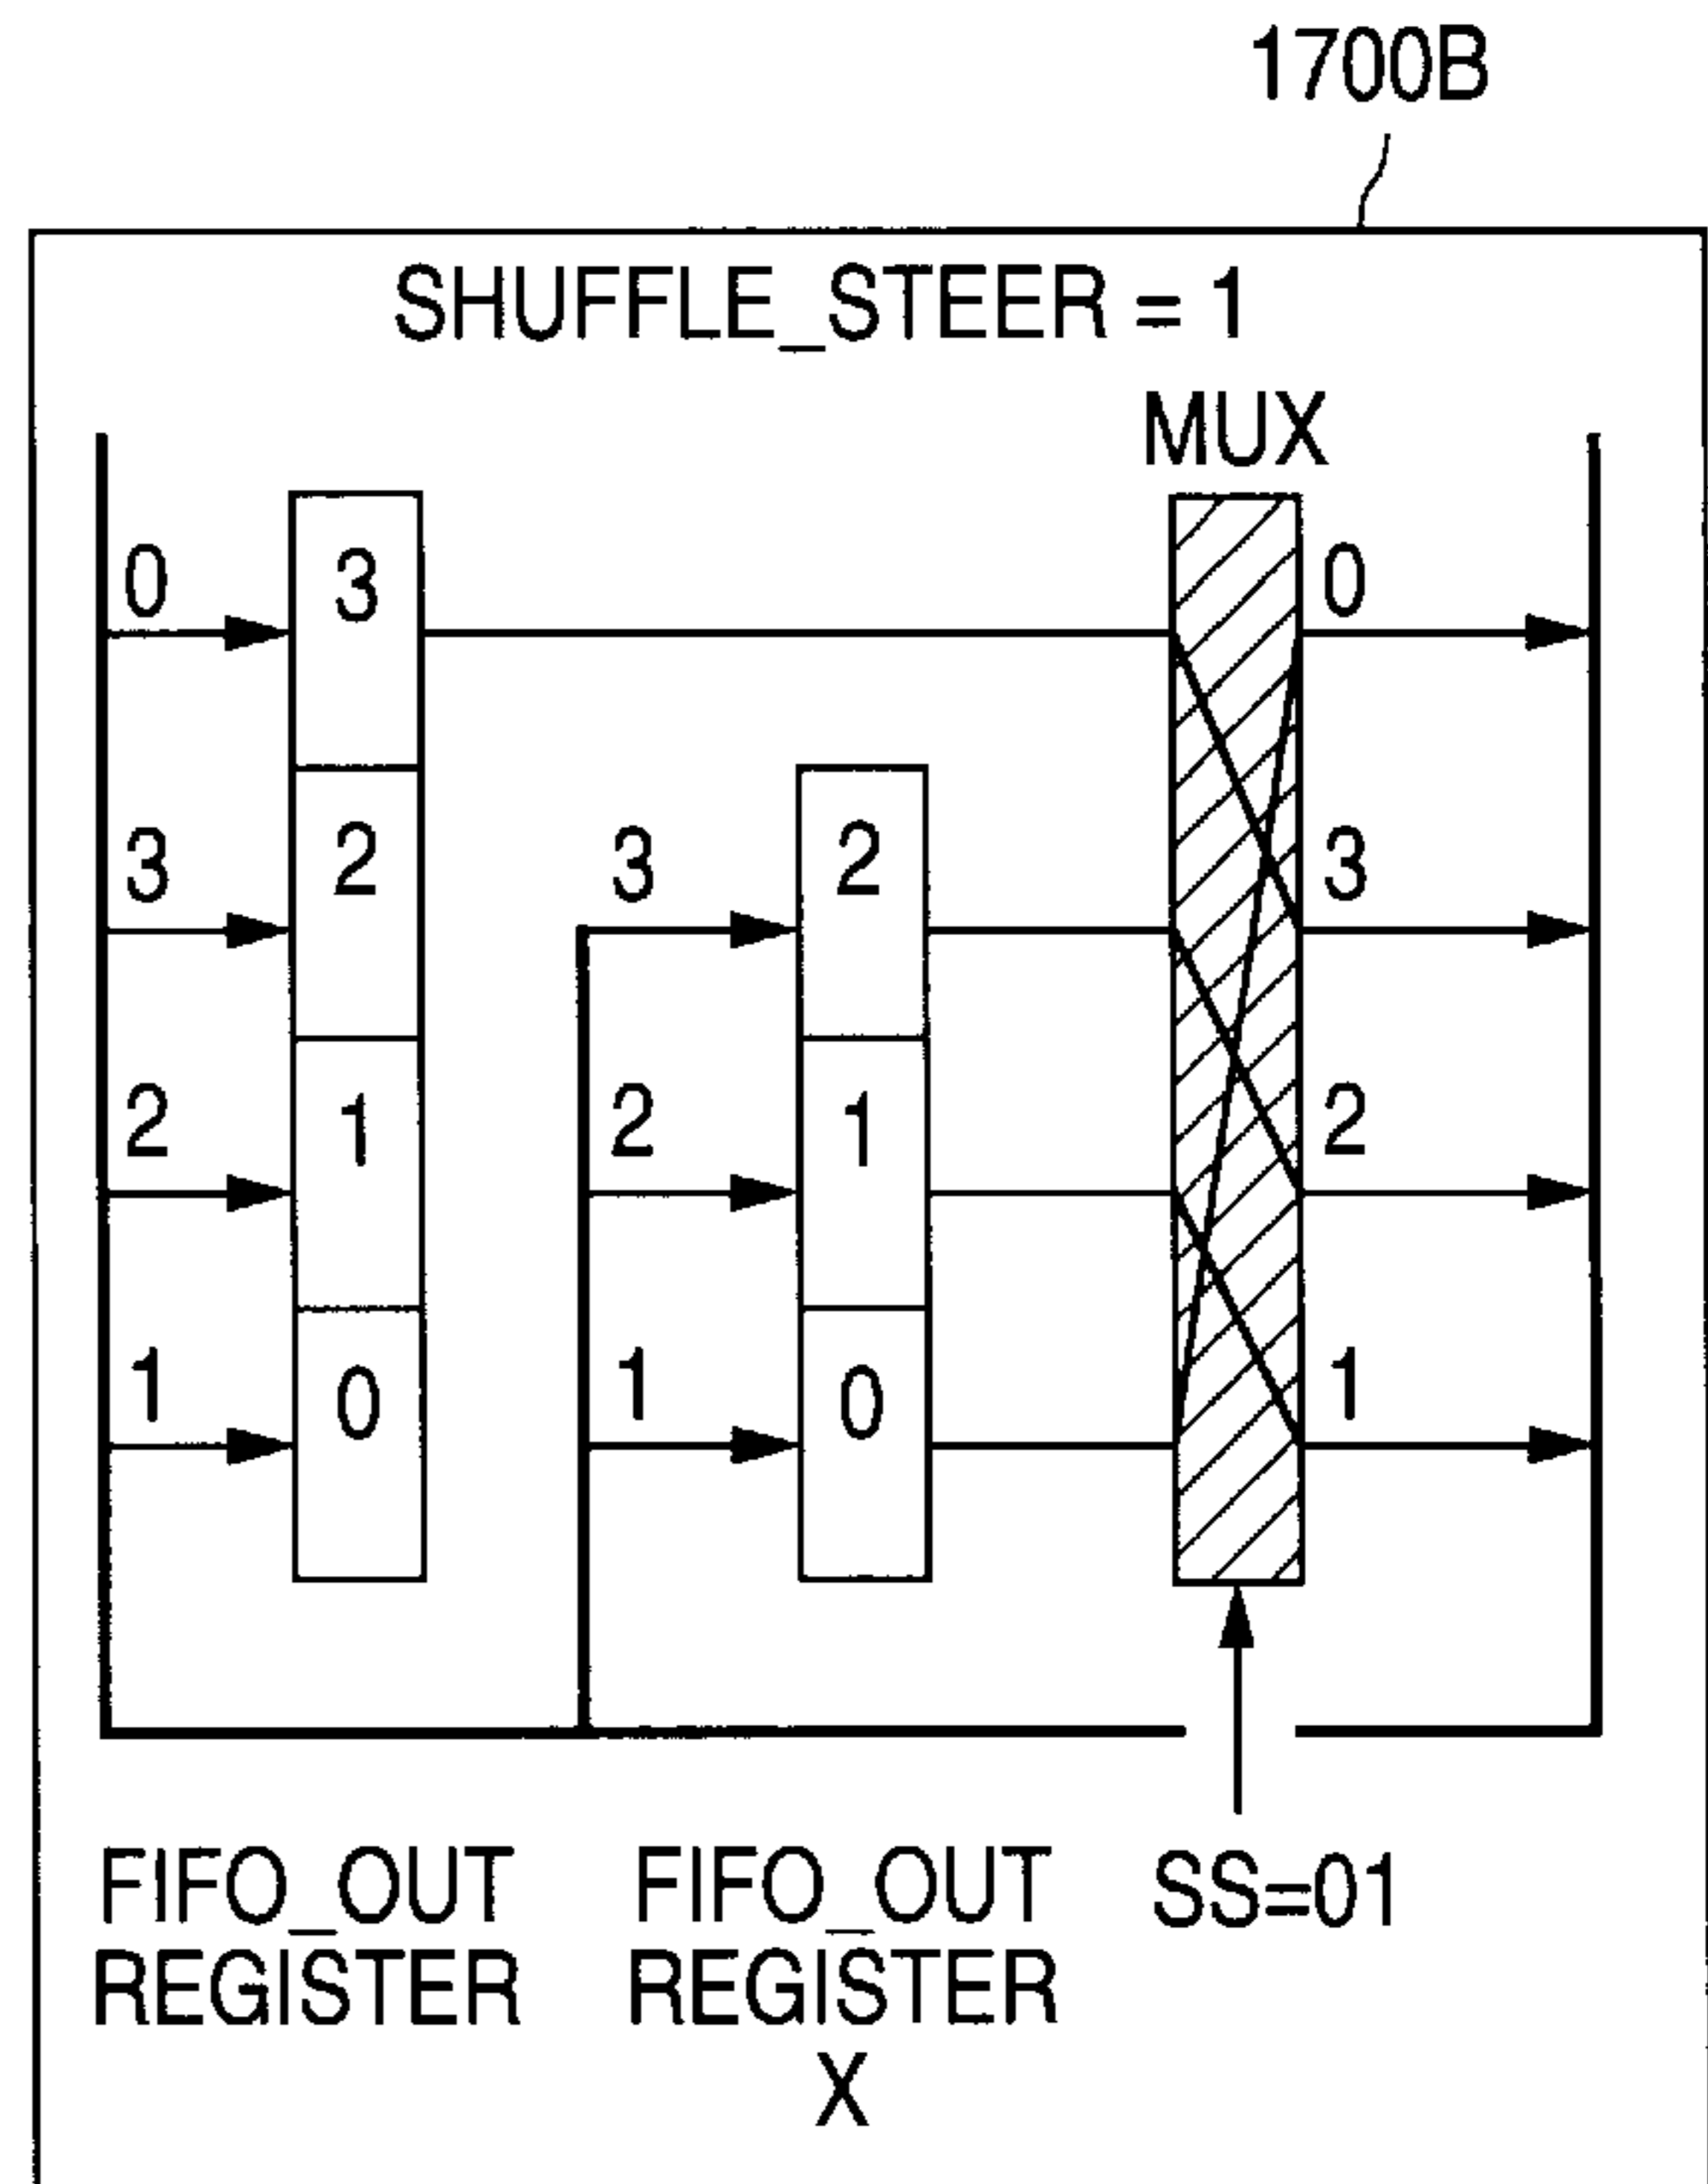 1700B
SHUFFLE_STEER = 1
MUX
0 3 0
3 2 3 2 3
2 1 2 1 2
1 0 1 0 1
FIFO_OUT REGISTER
FIFO_OUT REGISTER X
SS=01